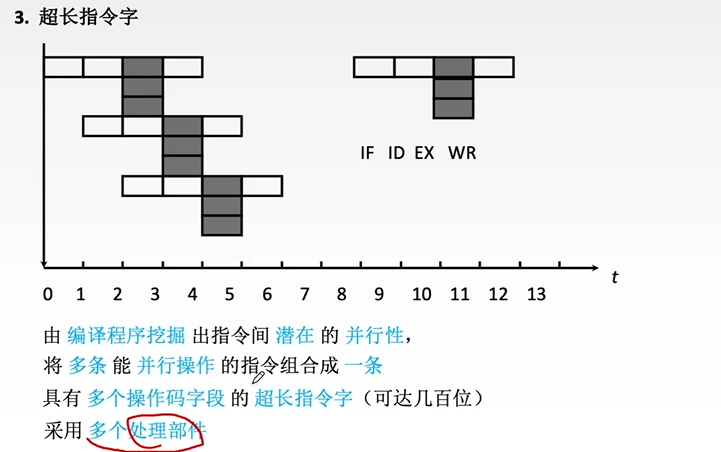 3. 超长指令字
IF ID EX WR
t
0 1 2 3 4 5 6 7 8 9 10 11 12 13
由 编译程序挖掘 出指令间 潜在 的 并行性，
将 多条 能 并行操作 的指令组合成 一条
具有 多个操作码字段 的 超长指令字（可达几百位）
采用 多个处理部件